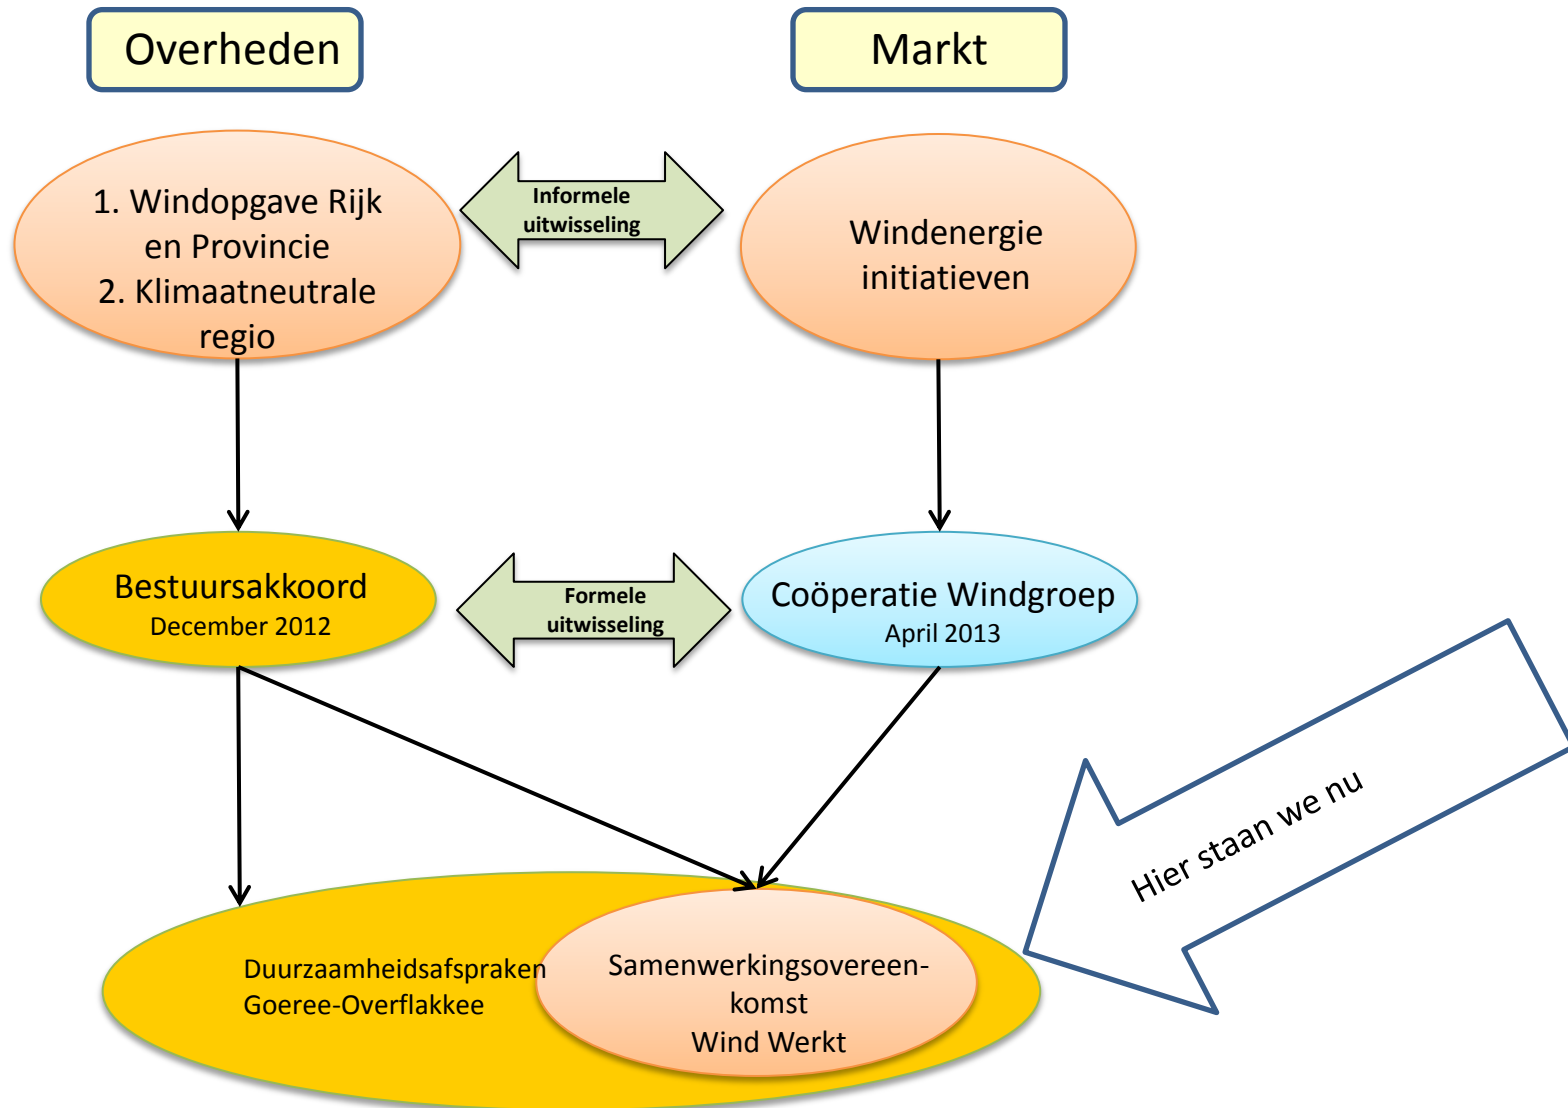 Overheden
Markt
1. Windopgave Rijk
en Provincie
2. Klimaatneutrale
regio
Informele
uitwisseling
Windenergie
initiatieven
Bestuursakkoord
December 2012
Formele
uitwisseling
Coöperatie Windgroep
April 2013
Hier staan we nu
Duurzaamheidsafspraken
Goeree-Overflakkee
Samenwerkingsovereen-
komst
Wind Werkt